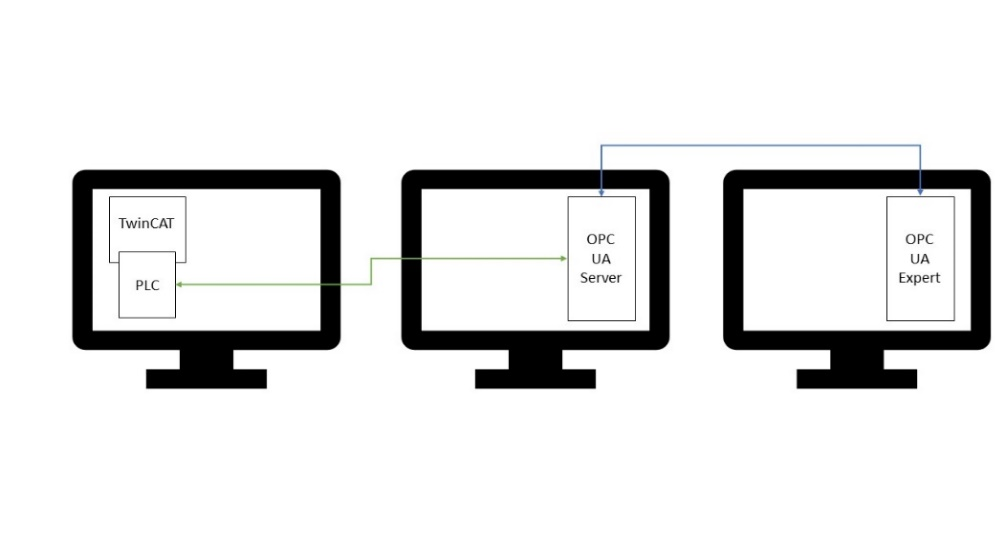 TwinCAT
PLC
OPC
UA
Server
OPC
UA
Expert